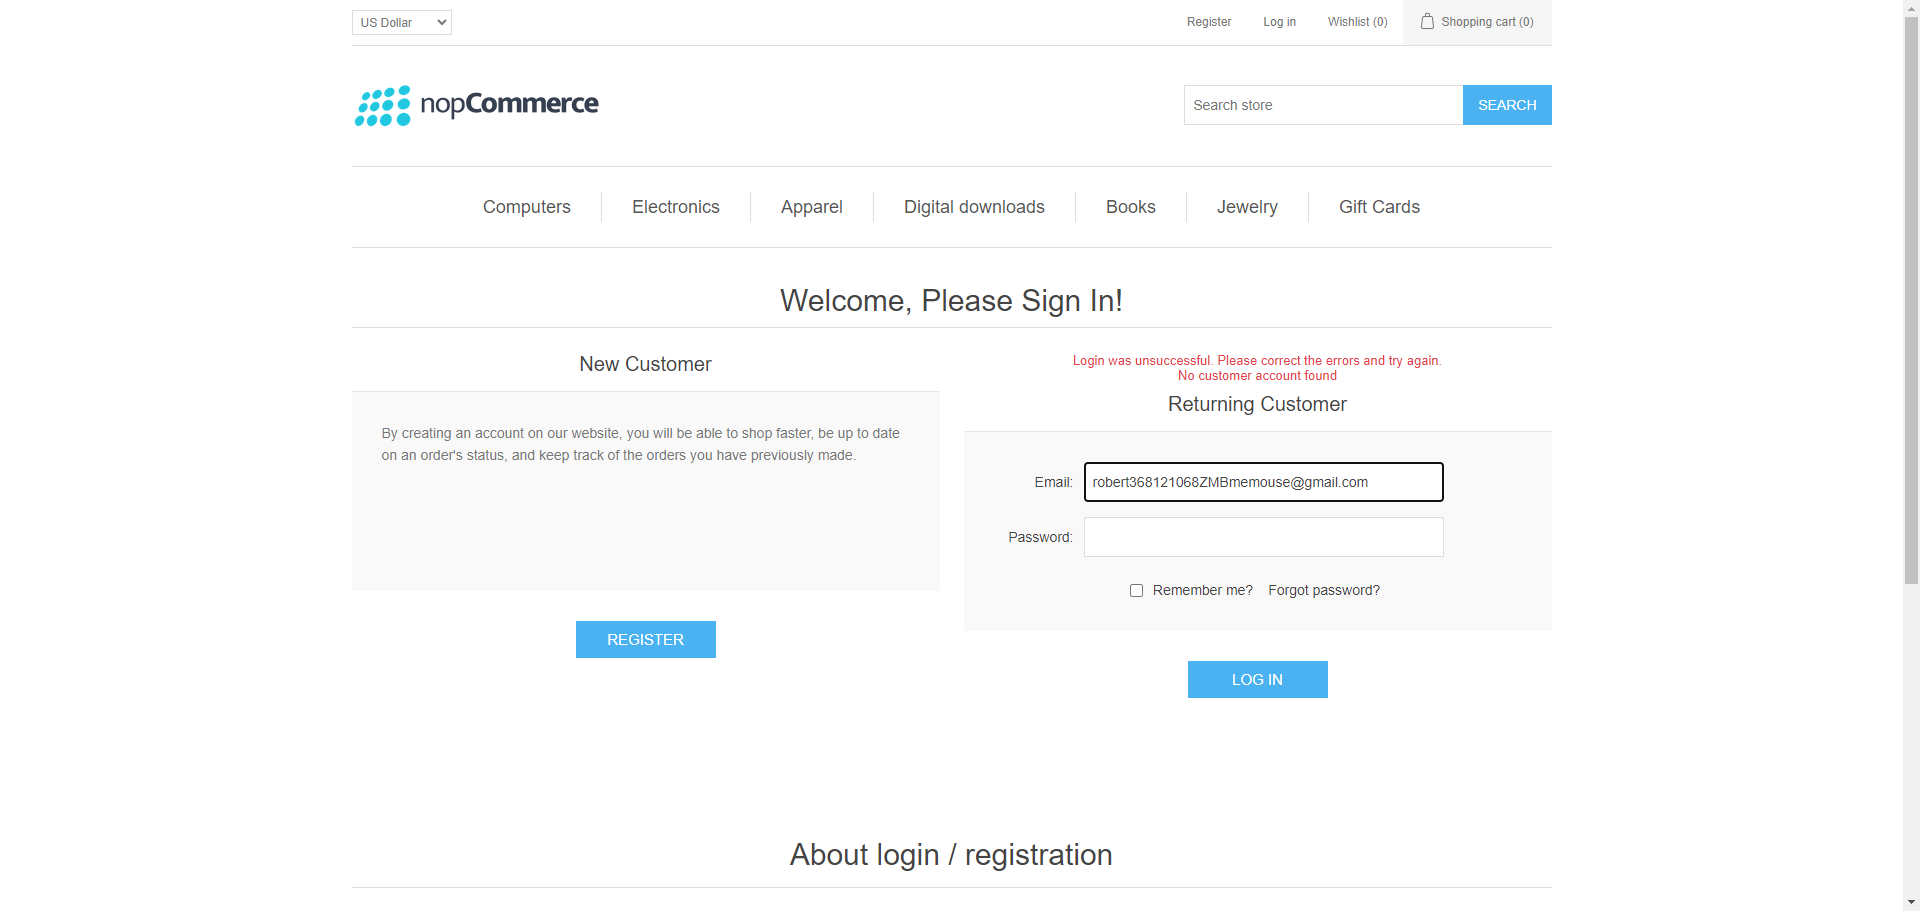 US Dollar
Register
Log in
Wishlist (0)
Shopping cart (0)
nopCommerce
Search store
SEARCH
Computers
Electronics
Apparel
Digital downloads
Books
Jewelry
Gift Cards
Welcome, Please Sign In!
New Customer
By creating an account on our website, you will be able to shop faster, be up to date
on an order's status, and keep track of the orders you have previously made.
REGISTER
Login was unsuccessful. Please correct the errors and try again.
No customer account found
Returning Customer
Email:
robert368121068ZMBmemouse@gmail.com
Password:
Remember me?
Forgot password?
LOG IN
About login / registration